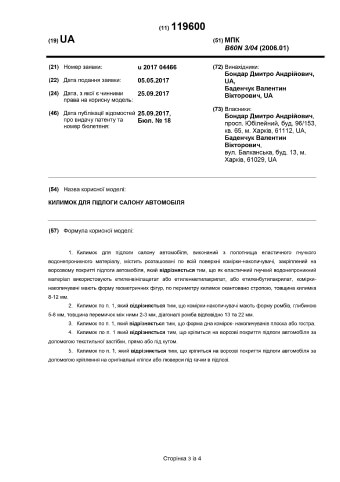 (11) 119600
(19) UA
(51) МПК
B60N 3/04 (2006.01)
(21) Номер заявки: u 2017 04466
(22) Дата подання заявки: 05.05.2017
(24) Дата, з якої є чинними
права на корисну модель: 25.09.2017
(46) Дата публікації відомостей
про видачу патенту та
номер бюлетеня: 25.09.2017,
Бюл. № 18
(72) Винахідники:
Бондар Дмитро Андрійович,
UA,
Баденчук Валентин
Вікторович, UA
(73) Власники:
Бондар Дмитро Андрійович,
просп. Ювілейний, буд. 96/153,
кв. 65, м. Харків, 61112, UA,
Баденчук Валентин
Вікторович,
вул. Балканська, буд. 13, м.
Харків, 61029, UA
(54) Назва корисної моделі:
КИЛИМОК ДЛЯ ПІДЛОГИ САЛОНУ АВТОМОБІЛЯ
(57) Формула корисної моделі:
1. Килимок для підлоги салону автомобіля, виконаний з полотнища еластичного гнучкого
водонепроникного матеріалу, містить розташовані по всій поверхні комірки-накопичувачі, закріплений на
ворсовому покритті підлоги автомобіля, який відрізняється тим, що як еластичний гнучкий водонепроникний
матеріал використовують етиленвінілацетат або етиленметилакрилат, або етиленбутилакрилат, комірки-
накопичувачі мають форму геометричних фігур, по периметру килимок окантовано стропою, товщина килимка
8-12 мм.
2. Килимок по п. 1, який відрізняється тим, що комірки-накопичувачі мають форму ромбів, глибиною
5-8 мм, товщина перемичок між ними 2-3 мм, діагоналі ромбів відповідно 13 та 22 мм.
3. Килимок по п. 1, який відрізняється тим, що форма дна комірок- накопичувачів плоска або гостра.
4. Килимок по п. 1 який відрізняється тим, що кріпиться на ворсові покриття підлоги автомобіля за
допомогою текстильної застібки, прямо або під кутом.
5. Килимок по п. 1, який відрізняється тим, що кріпиться на ворсові покриття підлоги автомобіля за
допомогою кріплення на оригінальні кліпси або люверси під гачки в підлозі.
Сторінка 3 із 4